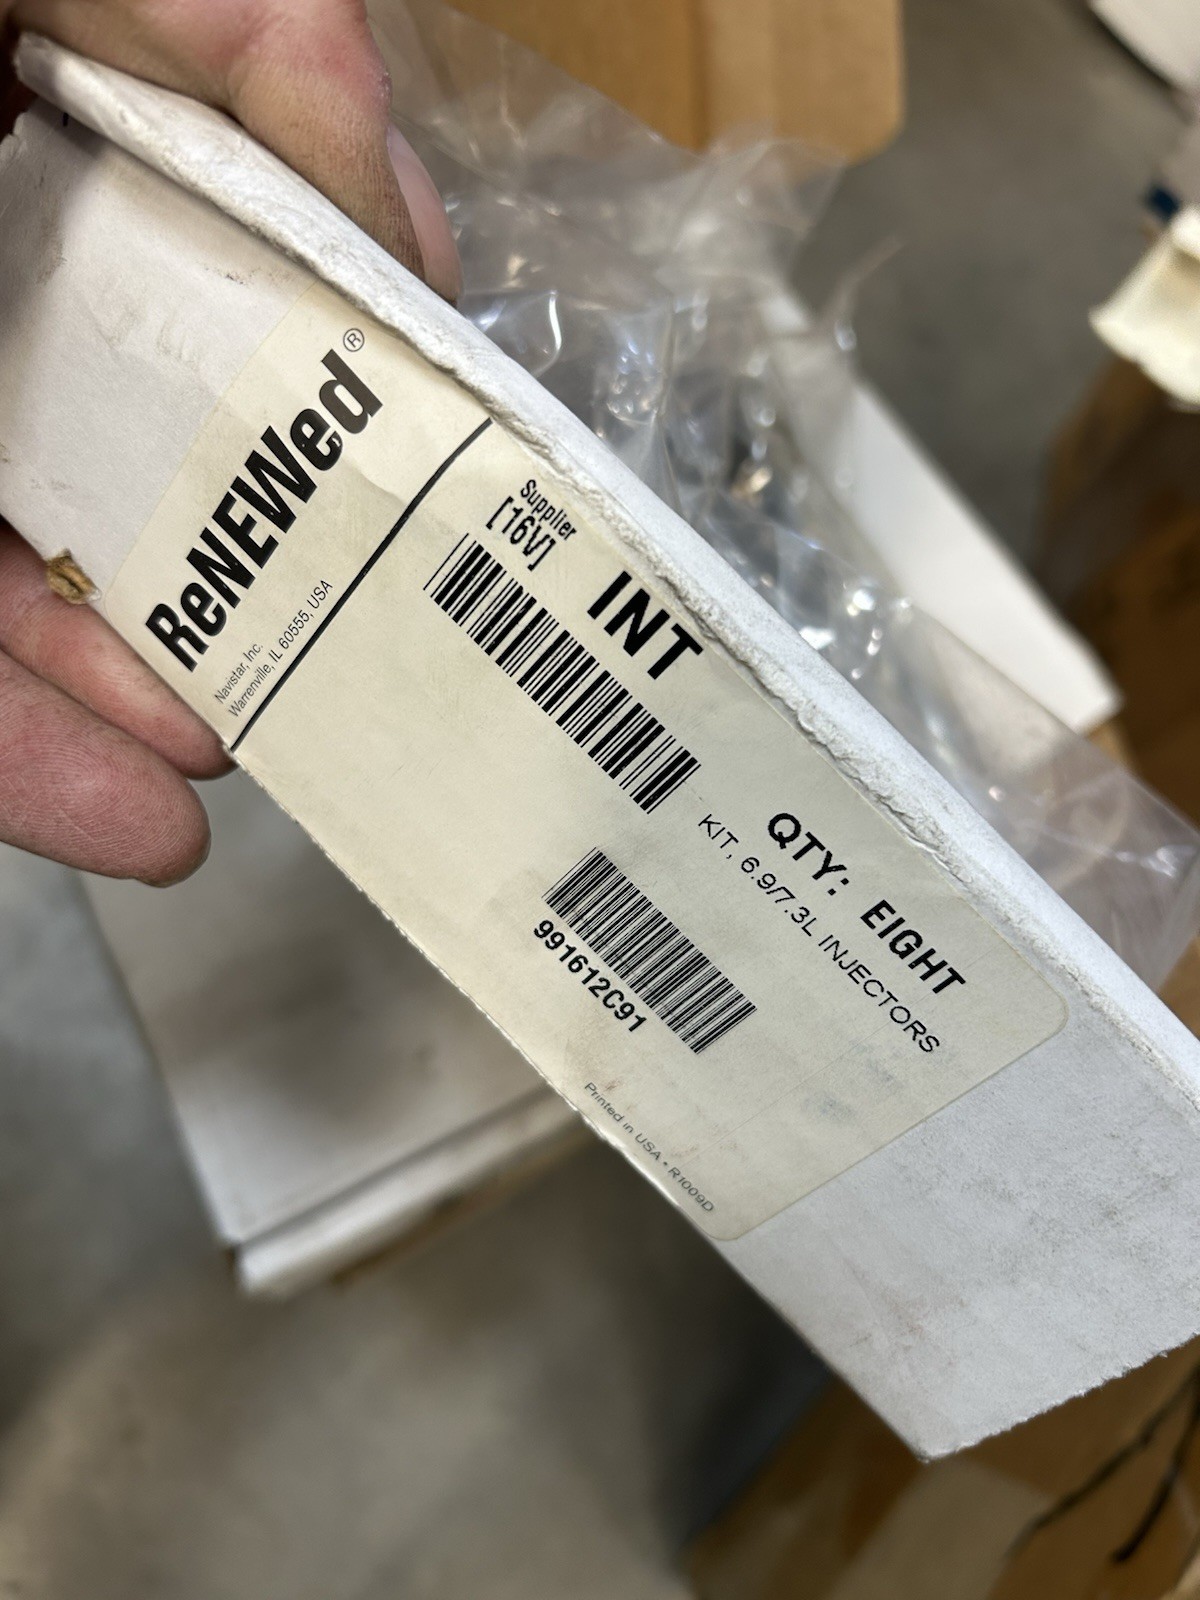 ReNEWed®
Navistar, Inc.
Warrenville, IL 60555, USA
Supplier
[16V]
INT
QTY: EIGHT
KIT, 6.9/7.3L INJECTORS
991612C91
Printed in USA • R1009D